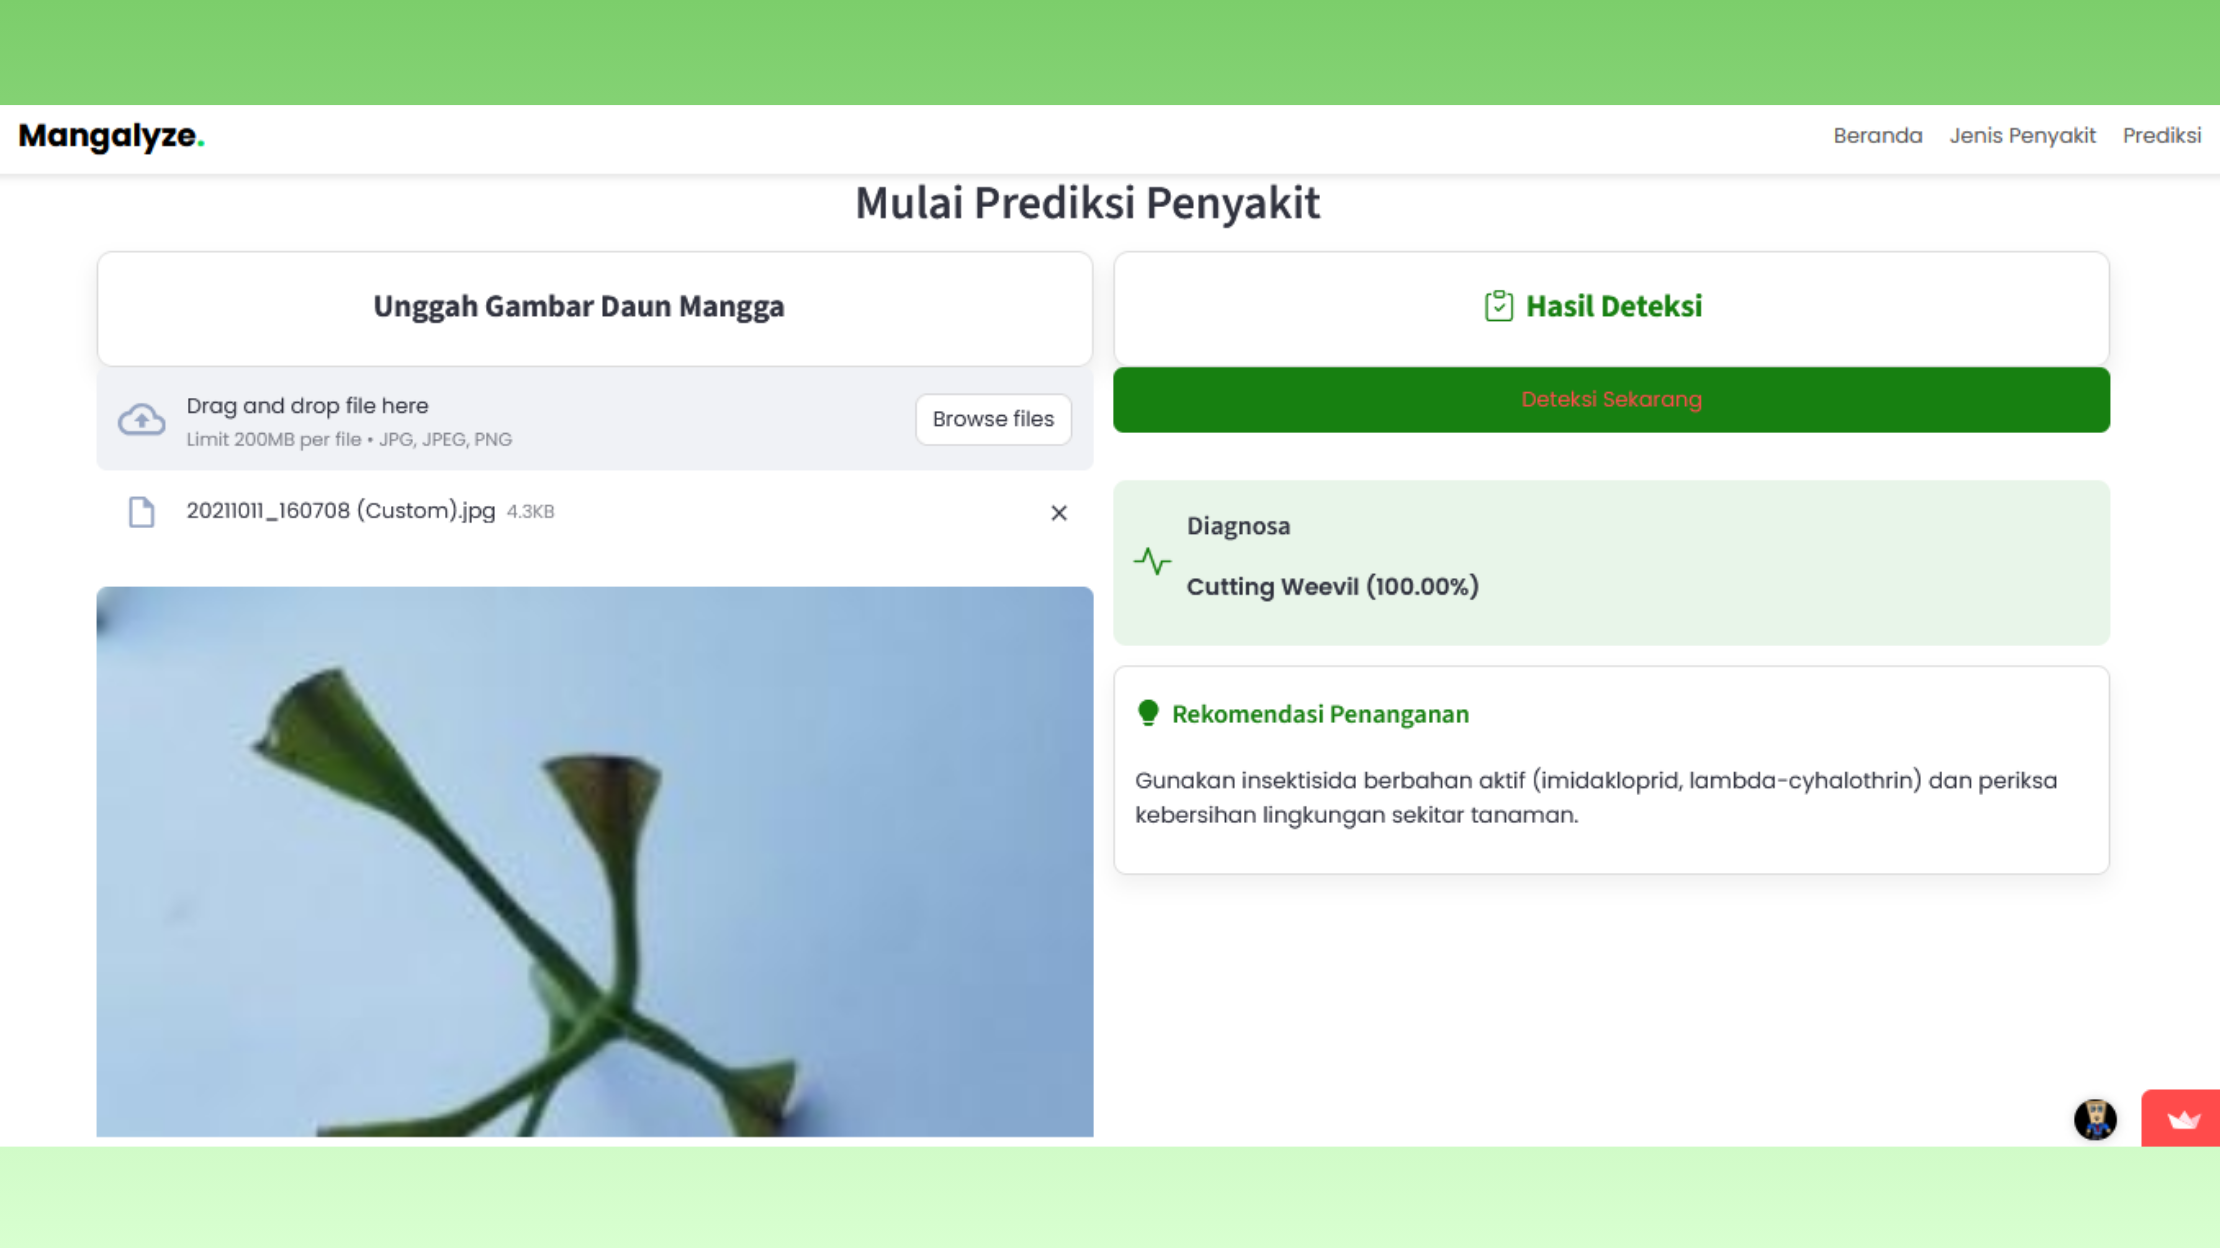 Mangalyze.
Beranda Jenis Penyakit Prediksi
Mulai Prediksi Penyakit
Unggah Gambar Daun Mangga
Drag and drop file here
Limit 200MB per file • JPG, JPEG, PNG
Browse files
20211011_160708 (Custom).jpg 4.3KB
Hasil Deteksi
Deteksi Sekarang
Diagnosa
Cutting Weevil (100.00%)
Rekomendasi Penanganan
Gunakan insektisida berbahan aktif (imidakloprid, lambda-cyhalothrin) dan periksa
kebersihan lingkungan sekitar tanaman.